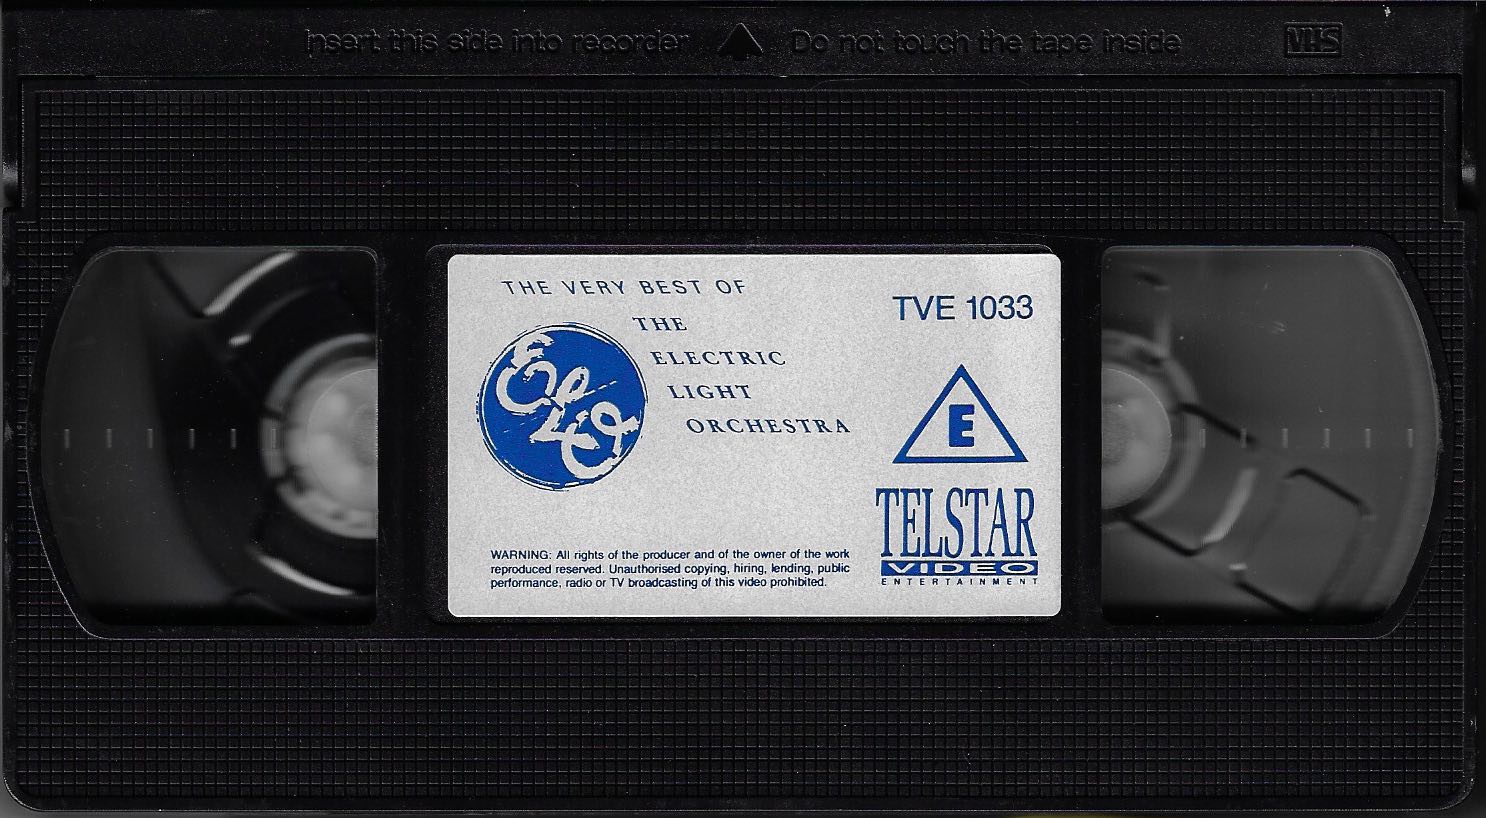 Insert this side into recorder Do not touch the tape inside VHS
THE VERY BEST OF
THE
ELECTRIC
LIGHT
ORCHESTRA
ELO
TVE 1033
E
TELSTAR
VIDEO
ENTERTAINMENT
WARNING: All rights of the producer and of the owner of the work
reproduced reserved. Unauthorised copying, hiring, lending, public
performance, radio or TV broadcasting of this video prohibited.